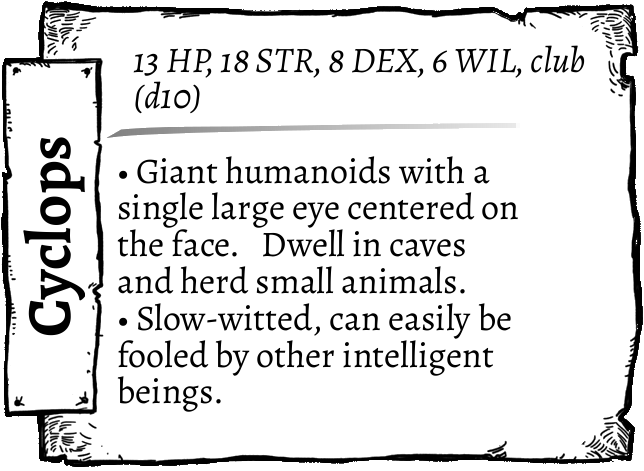 Cyclops
13 HP, 18 STR, 8 DEX, 6 WIL, club
(d10)
• Giant humanoids with a
single large eye centered on
the face.   Dwell in caves
and herd small animals.
• Slow-witted, can easily be
fooled by other intelligent
beings.